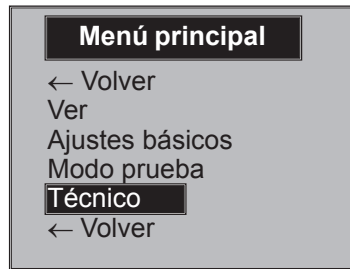 Menú principal
← Volver
Ver
Ajustes básicos
Modo prueba
Técnico
← Volver